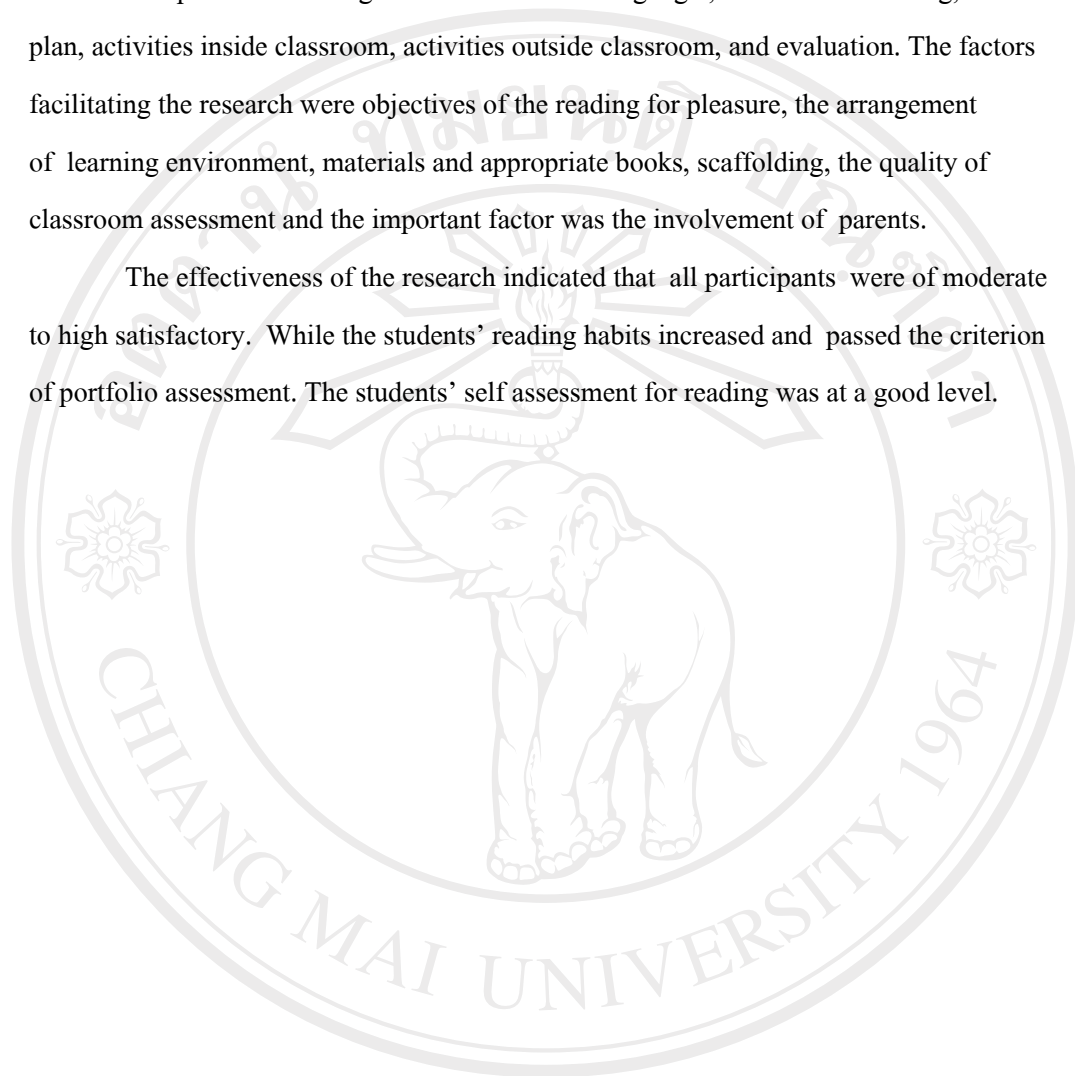 plan, activities inside classroom, activities outside classroom, and evaluation. The factors
facilitating the research were objectives of the reading for pleasure, the arrangement
of learning environment, materials and appropriate books, scaffolding, the quality of
classroom assessment and the important factor was the involvement of parents.
The effectiveness of the research indicated that all participants were of moderate
to high satisfactory. While the students’ reading habits increased and passed the criterion
of portfolio assessment. The students’ self assessment for reading was at a good level.
CHIANG MAI UNIVERSITY 1964